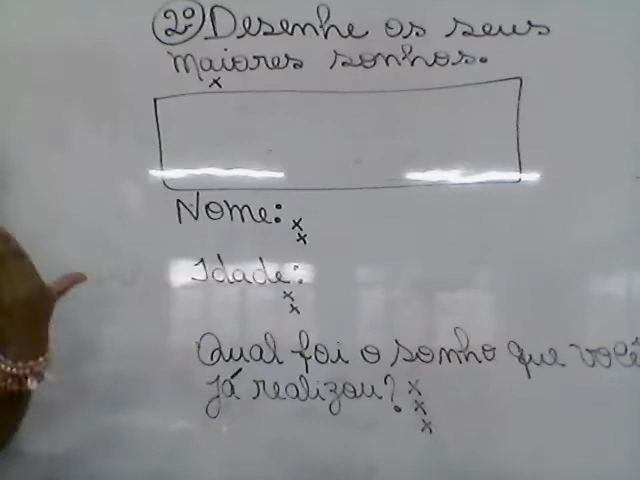 2º Desenhe os seus
maiores sonhos.
x
Nome: x
x
Idade:
x
x
Qual foi o sonho que você
já realizou? x
x
x